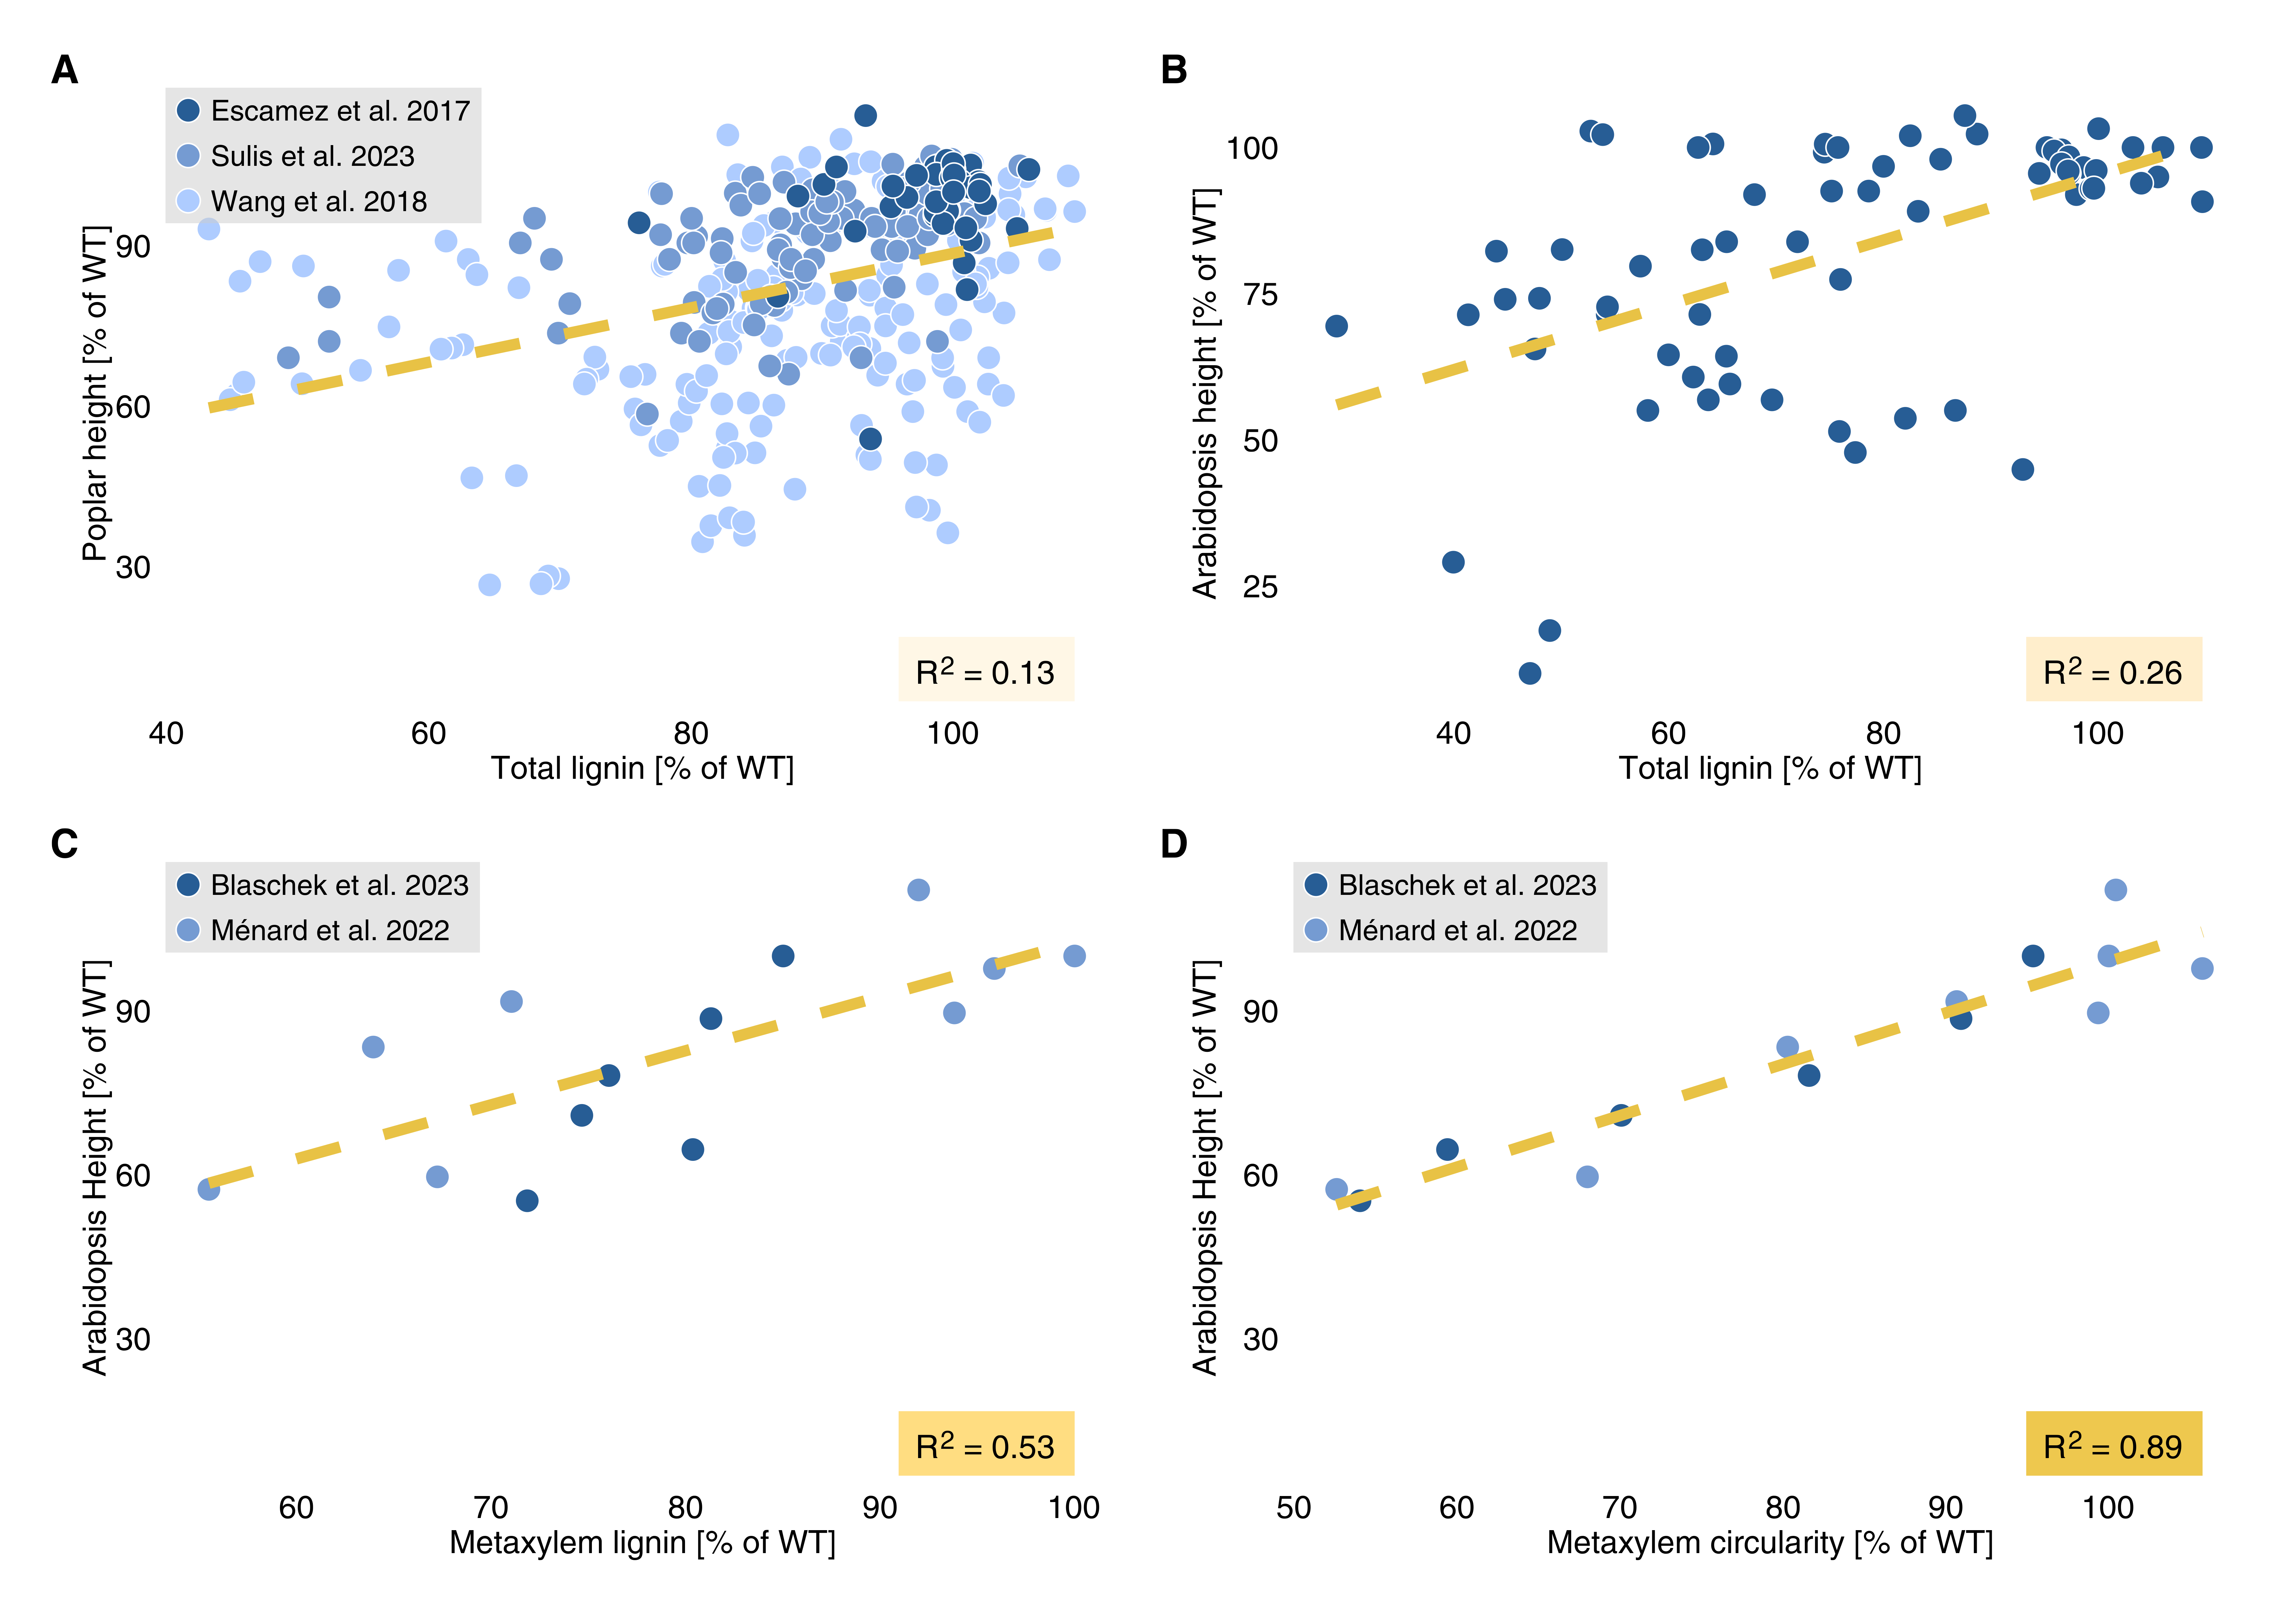 A
Escamez et al. 2017
Sulis et al. 2023
Wang et al. 2018
Poplar height [% of WT]
90
60
30
R² = 0.13
40 60 80 100
Total lignin [% of WT]
B
Arabidopsis height [% of WT]
100
75
50
25
R² = 0.26
40 60 80 100
Total lignin [% of WT]
C
Blaschek et al. 2023
Ménard et al. 2022
Arabidopsis Height [% of WT]
90
60
30
R² = 0.53
60 70 80 90 100
Metaxylem lignin [% of WT]
D
Blaschek et al. 2023
Ménard et al. 2022
Arabidopsis Height [% of WT]
90
60
30
R² = 0.89
50 60 70 80 90 100
Metaxylem circularity [% of WT]